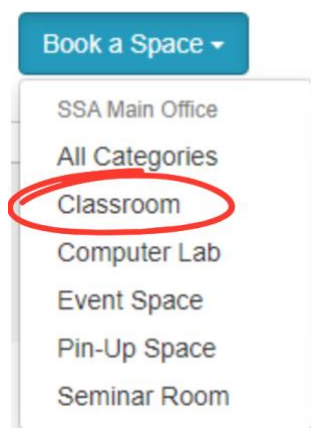 Book a Space
SSA Main Office
All Categories
Classroom
Computer Lab
Event Space
Pin-Up Space
Seminar Room